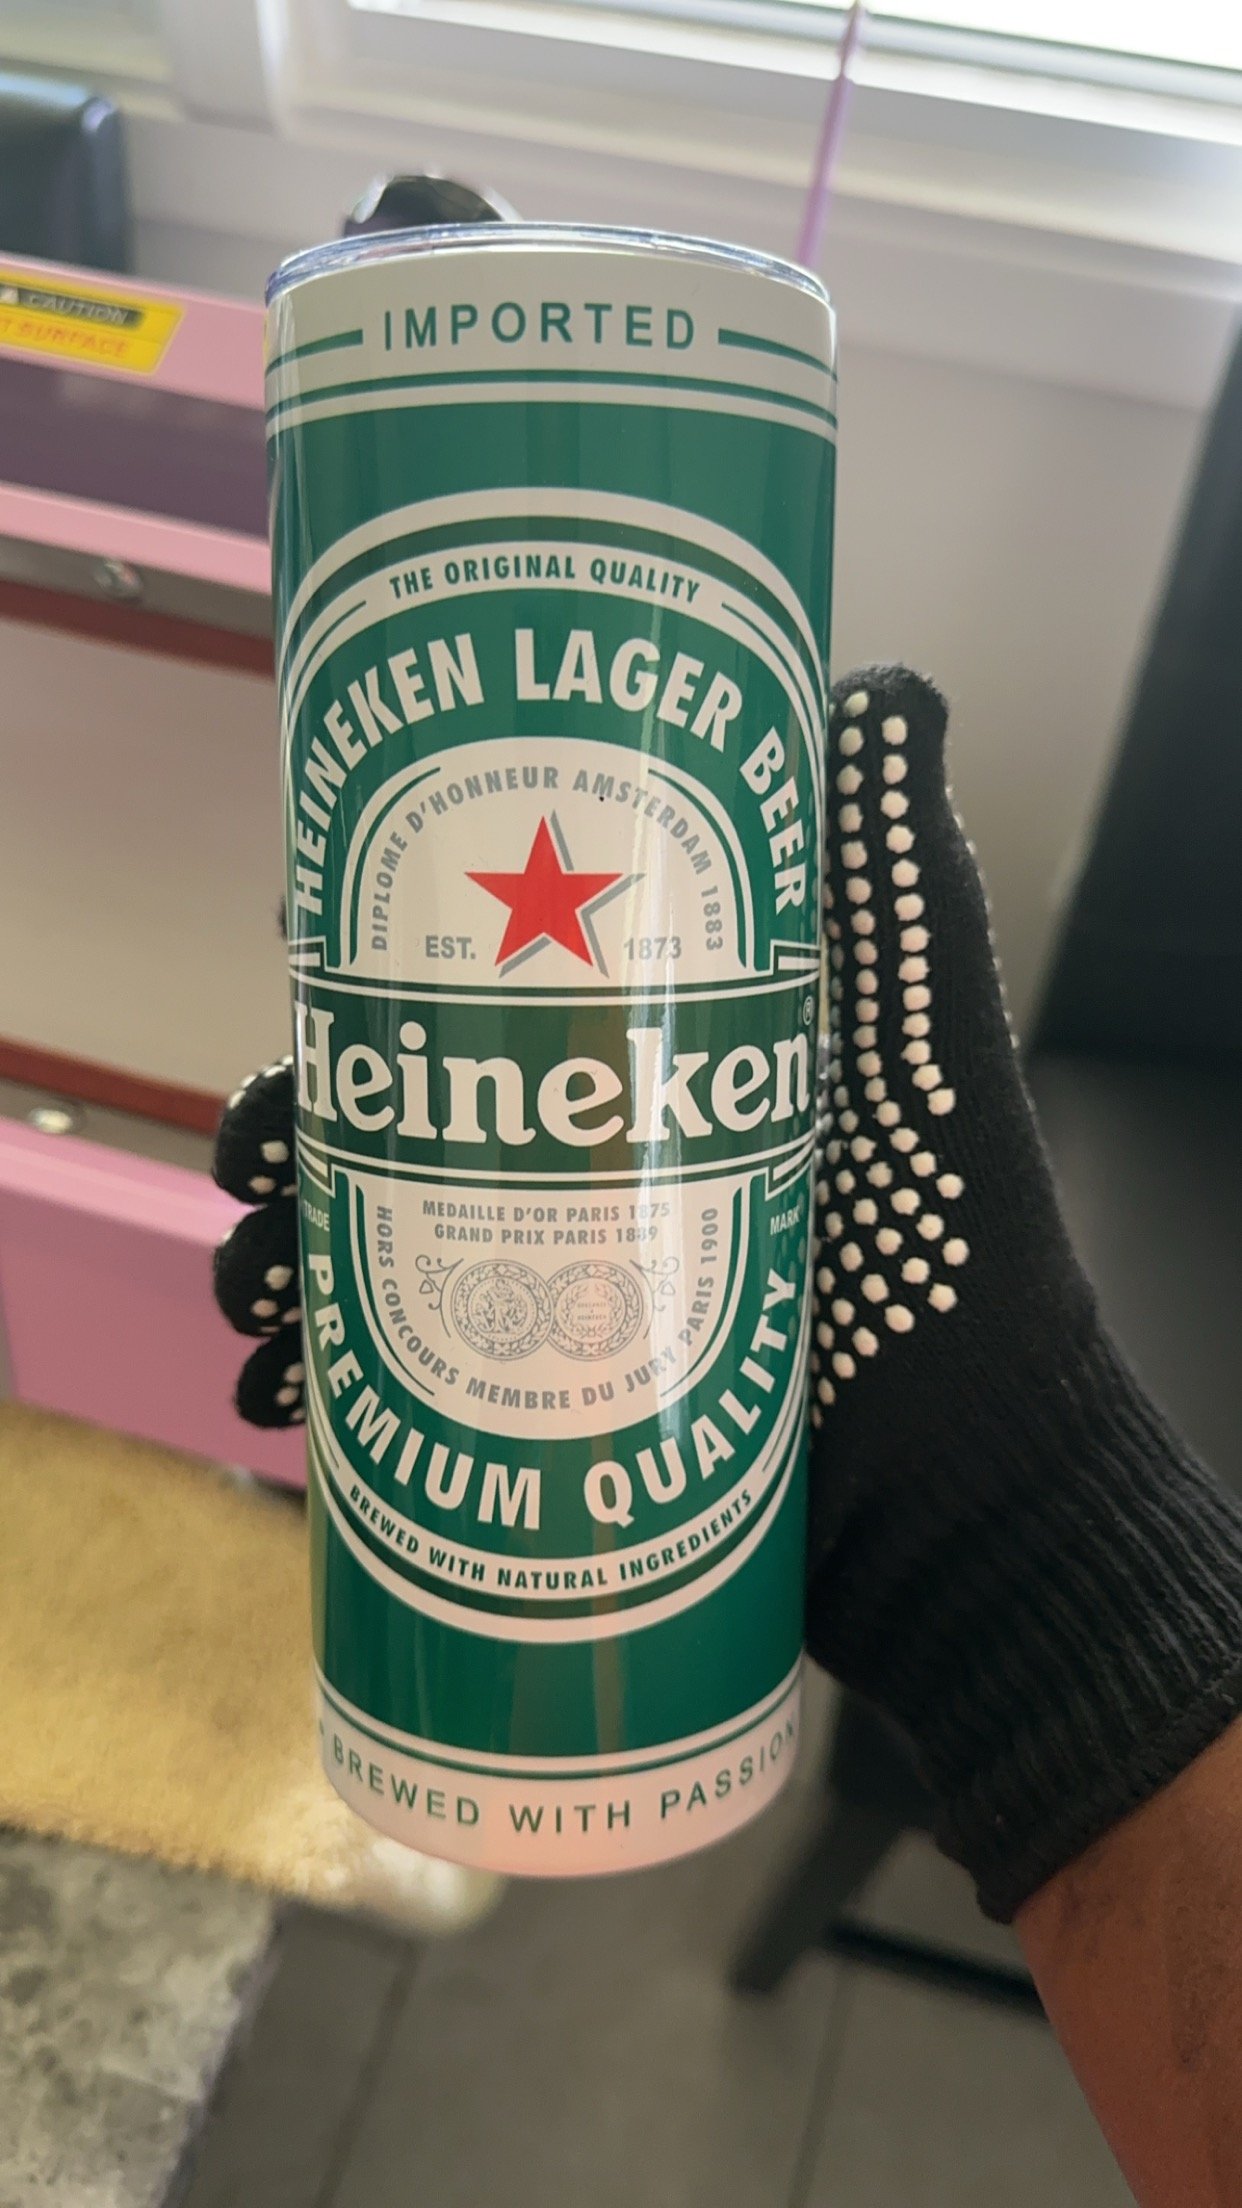 CAUTION
SURFACE
IMPORTED
THE ORIGINAL QUALITY
HEINEKEN LAGER BEER
DIPLOME D'HONNEUR AMSTERDAM 1883
EST. 1873
Heineken®
TRADE MARK
MEDAILLE D'OR PARIS 1875
GRAND PRIX PARIS 1889
HORS CONCOURS MEMBRE DU JURY PARIS 1900
PREMIUM QUALITY
BREWED WITH NATURAL INGREDIENTS
BREWED WITH PASSION